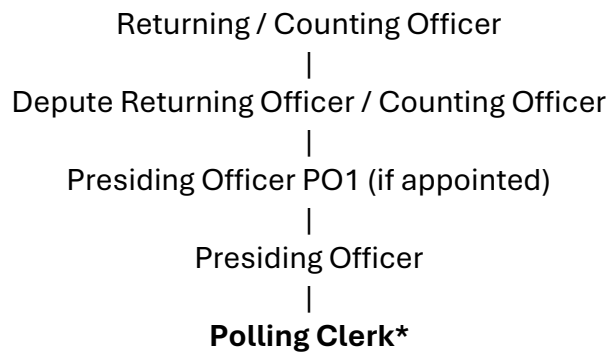 Returning / Counting Officer
|
Depute Returning Officer / Counting Officer
|
Presiding Officer PO1 (if appointed)
|
Presiding Officer
|
Polling Clerk*